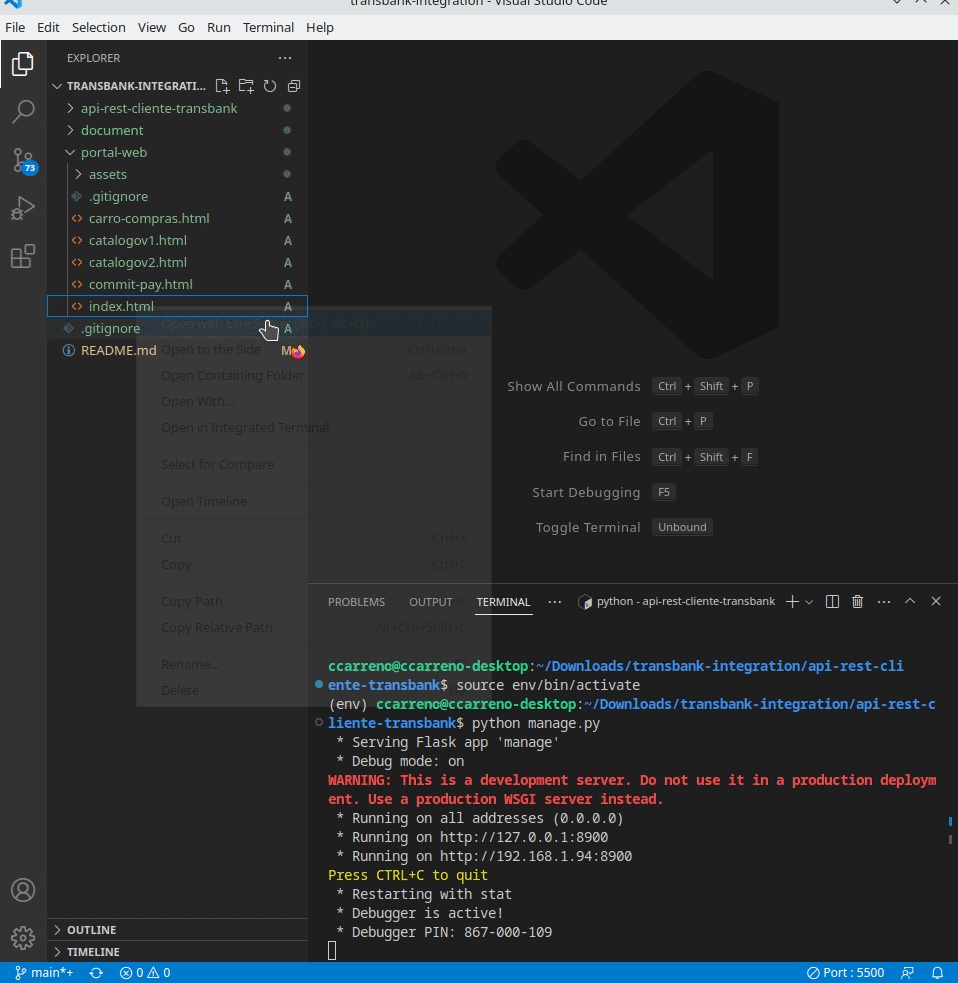 transbank-integration - Visual Studio Code
File Edit Selection View Go Run Terminal Help
EXPLORER
TRANSBANK-INTEGRATI...
api-rest-cliente-transbank
document
portal-web
assets
.gitignore A
carro-compras.html A
catalogov1.html A
catalogov2.html A
commit-pay.html A
index.html A
.gitignore A
README.md M
73
Open to the Side Ctrl+Enter
Open Containing Folder Alt+Ctrl+R
Open With...
Open in Integrated Terminal
Select for Compare
Open Timeline
Cut Ctrl+X
Copy Ctrl+C
Copy Path
Copy Relative Path Alt+Ctrl+Shift+C
Rename...
Delete
Show All Commands Ctrl + Shift + P
Go to File Ctrl + P
Find in Files Ctrl + Shift + F
Start Debugging F5
Toggle Terminal Unbound
PROBLEMS OUTPUT TERMINAL ... python - api-rest-cliente-transbank
ccarreno@ccarreno-desktop:~/Downloads/transbank-integration/api-rest-cli
ente-transbank$ source env/bin/activate
(env) ccarreno@ccarreno-desktop:~/Downloads/transbank-integration/api-rest-c
liente-transbank$ python manage.py
* Serving Flask app 'manage'
* Debug mode: on
WARNING: This is a development server. Do not use it in a production deploym
ent. Use a production WSGI server instead.
* Running on all addresses (0.0.0.0)
* Running on http://127.0.0.1:8900
* Running on http://192.168.1.94:8900
Press CTRL+C to quit
* Restarting with stat
* Debugger is active!
* Debugger PIN: 867-000-109
OUTLINE
TIMELINE
main*+ 0 0 Port : 5500